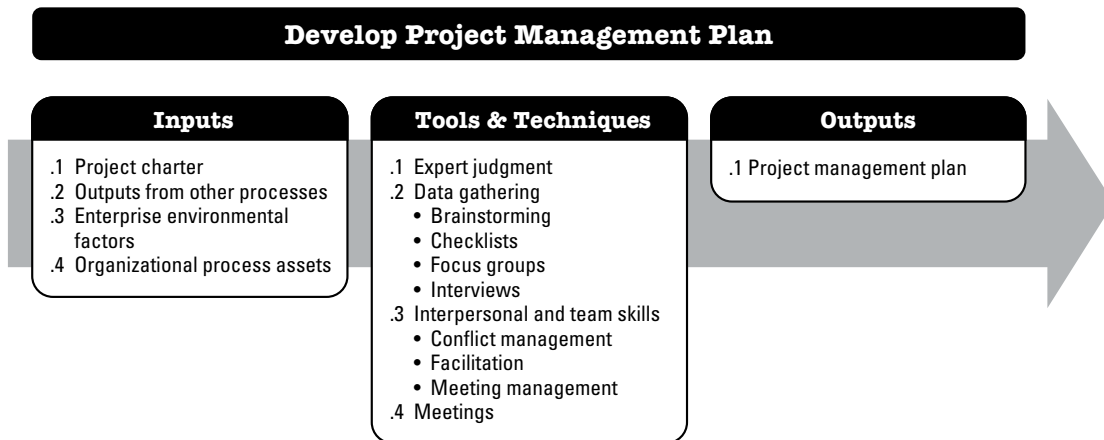 Develop Project Management Plan
Inputs
.1 Project charter
.2 Outputs from other processes
.3 Enterprise environmental
factors
.4 Organizational process assets
Tools & Techniques
.1 Expert judgment
.2 Data gathering
• Brainstorming
• Checklists
• Focus groups
• Interviews
.3 Interpersonal and team skills
• Conflict management
• Facilitation
• Meeting management
.4 Meetings
Outputs
.1 Project management plan